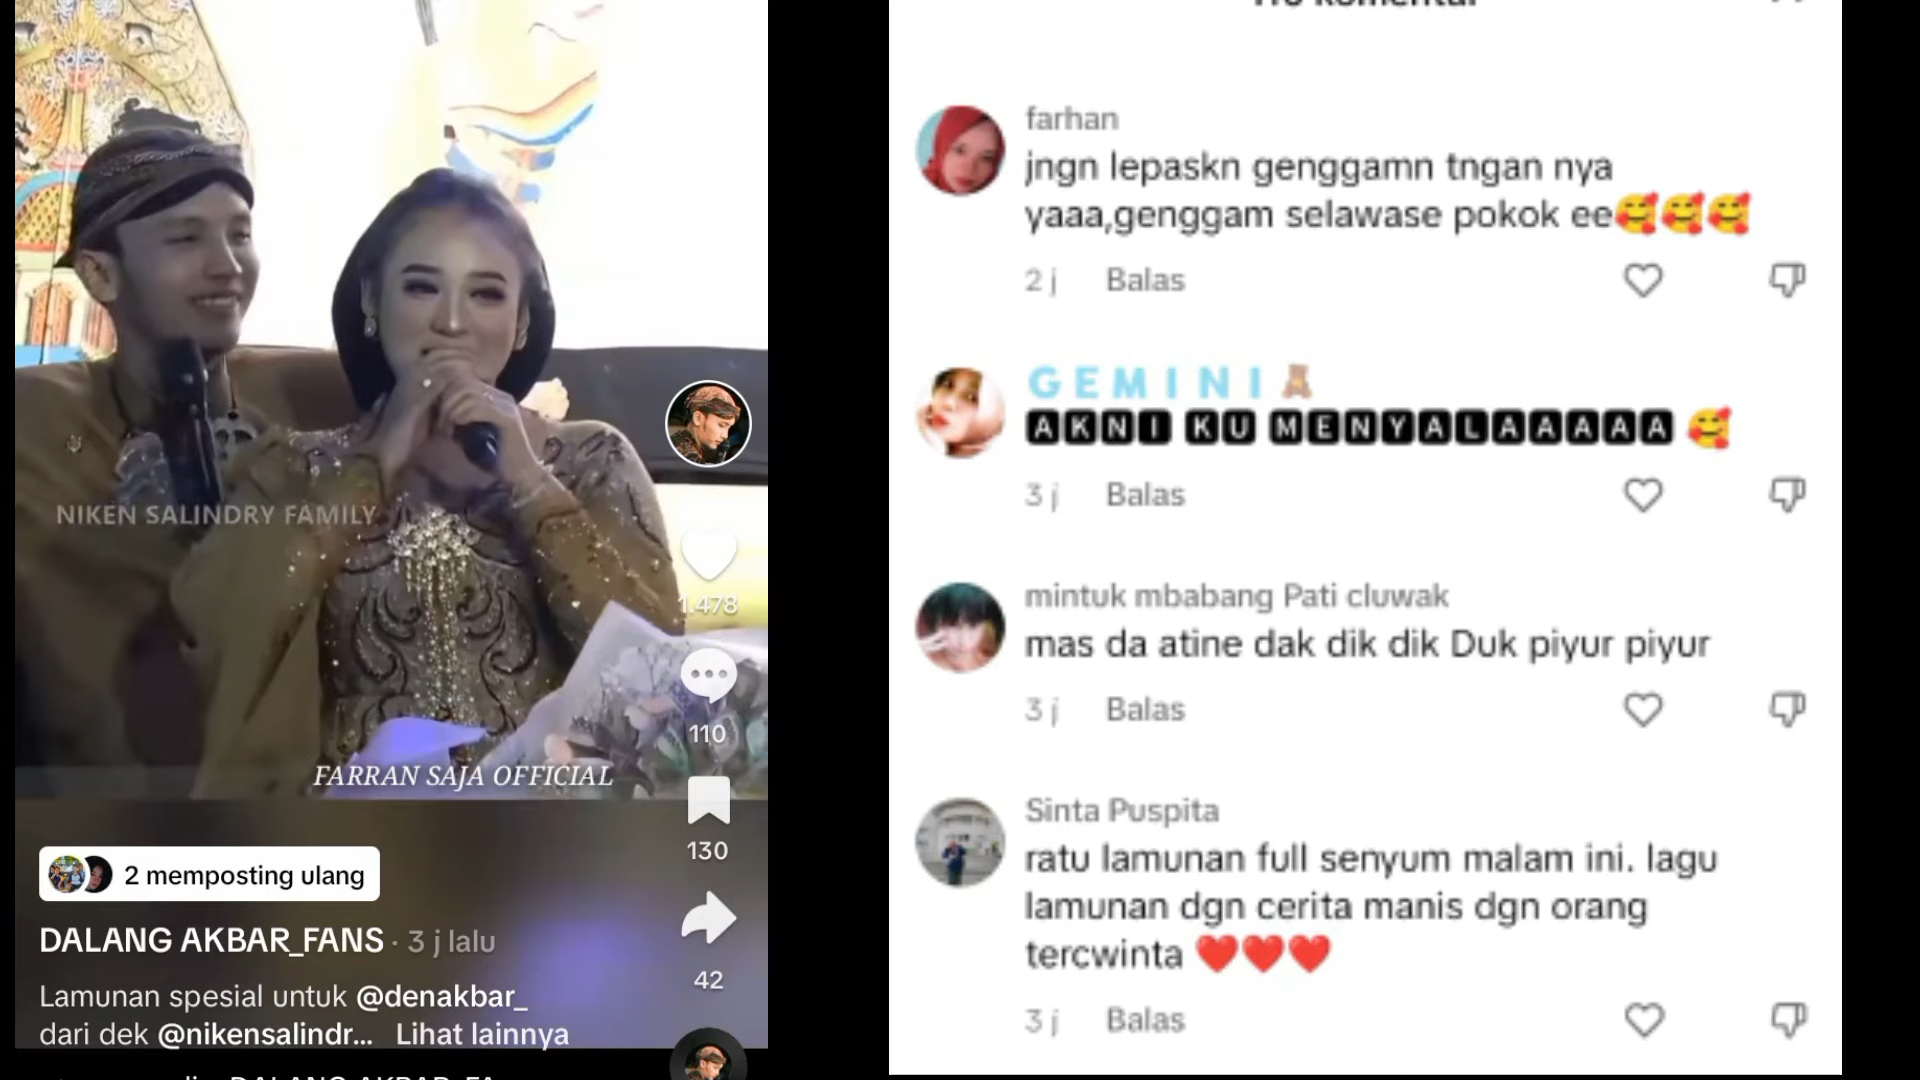 NIKEN SALINDRY FAMILY
FARRAN SAJA OFFICIAL
1.478
110
130
42
2 memposting ulang
DALANG AKBAR_FANS · 3 j lalu
Lamunan spesial untuk @denakbar_
dari dek @nikensalindr... Lihat lainnya
komentar
farhan
jngn lepaskn genggamn tngan nya
yaaa,genggam selawase pokok ee🥰🥰🥰
2 j Balas
GEMINI🧸
AKNI KU MENYALAAAAA 🥰
3 j Balas
mintuk mbabang Pati cluwak
mas da atine dak dik dik Duk piyur piyur
3 j Balas
Sinta Puspita
ratu lamunan full senyum malam ini. lagu
lamunan dgn cerita manis dgn orang
tercwinta ❤️❤️❤️
3 j Balas